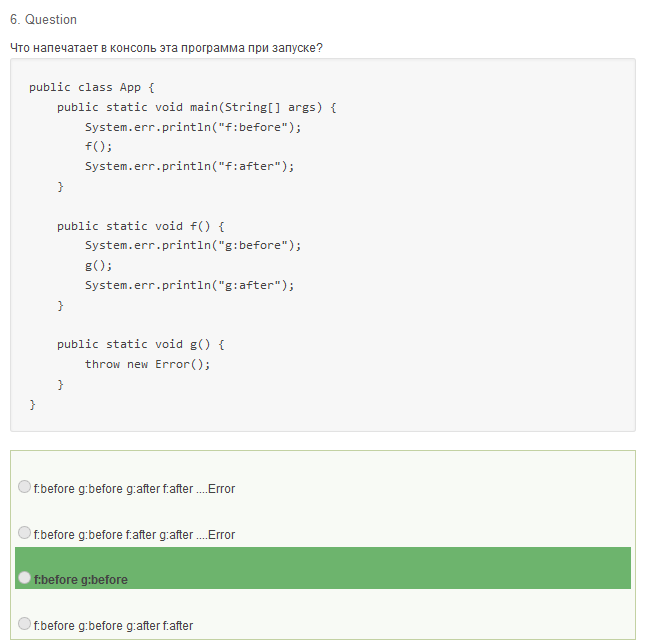 6. Question
Что напечатает в консоль эта программа при запуске?
public class App {
    public static void main(String[] args) {
        System.err.println("f:before");
        f();
        System.err.println("f:after");
    }

    public static void f() {
        System.err.println("g:before");
        g();
        System.err.println("g:after");
    }

    public static void g() {
        throw new Error();
    }
}
f:before g:before g:after f:after ....Error
f:before g:before f:after g:after ....Error
f:before g:before
f:before g:before g:after f:after